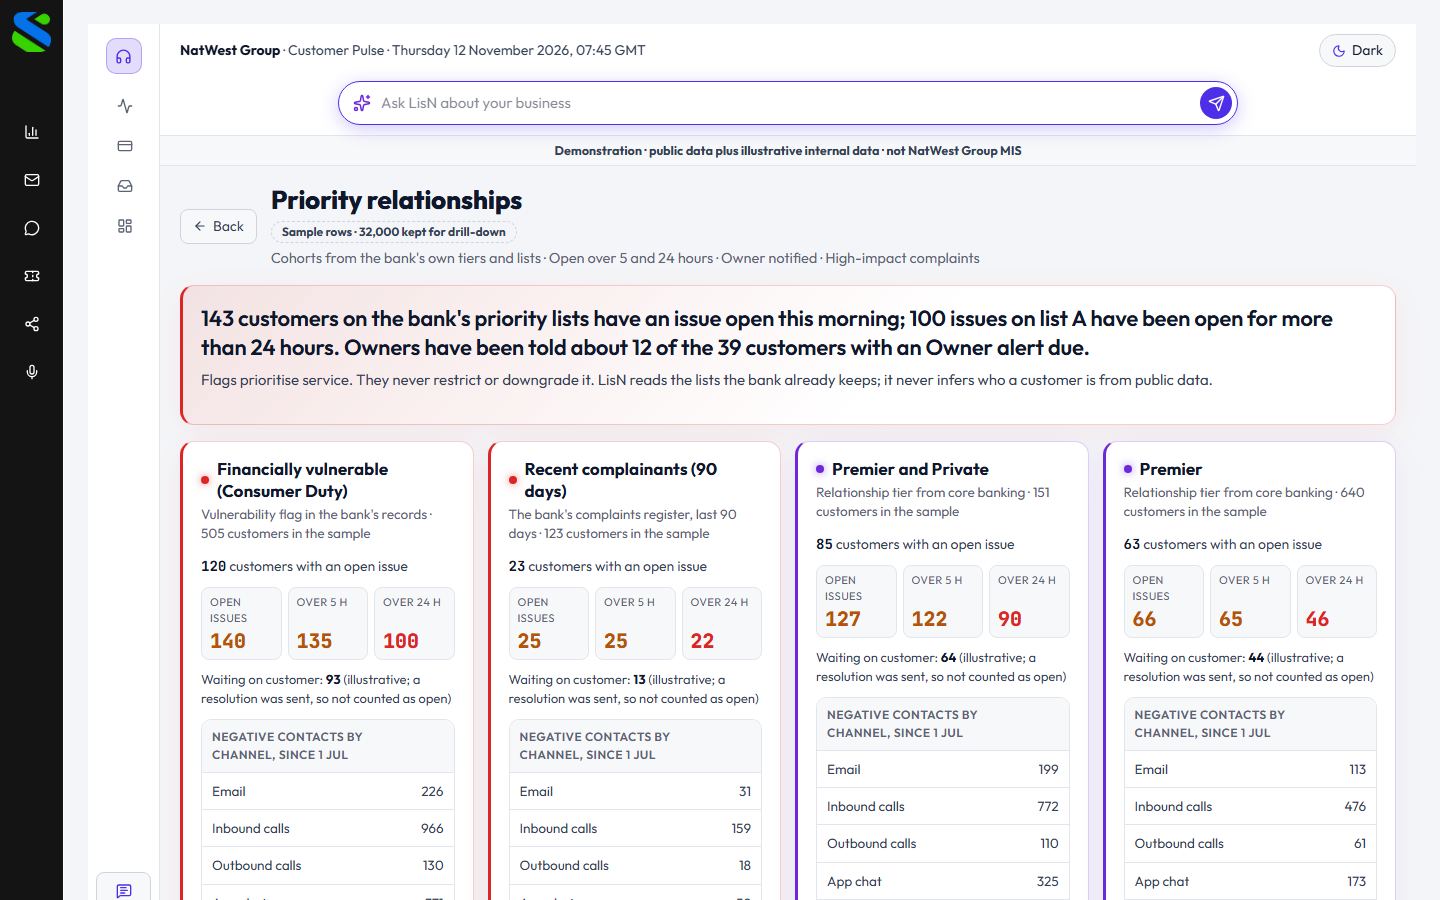 NatWest Group · Customer Pulse · Thursday 12 November 2026, 07:45 GMT
Dark
Ask LisN about your business
Demonstration · public data plus illustrative internal data · not NatWest Group MIS
Back
Priority relationships
Sample rows · 32,000 kept for drill-down
Cohorts from the bank's own tiers and lists · Open over 5 and 24 hours · Owner notified · High-impact complaints
143 customers on the bank's priority lists have an issue open this morning; 100 issues on list A have been open for more
than 24 hours. Owners have been told about 12 of the 39 customers with an Owner alert due.
Flags prioritise service. They never restrict or downgrade it. LisN reads the lists the bank already keeps; it never infers who a customer is from public data.
Financially vulnerable
(Consumer Duty)
Vulnerability flag in the bank's records ·
505 customers in the sample
120 customers with an open issue
OPEN
ISSUES
140
OVER 5 H
135
OVER 24 H
100
Waiting on customer: 93 (illustrative; a
resolution was sent, so not counted as open)
NEGATIVE CONTACTS BY
CHANNEL, SINCE 1 JUL
Email 226
Inbound calls 966
Outbound calls 130
Recent complainants (90
days)
The bank's complaints register, last 90
days · 123 customers in the sample
23 customers with an open issue
OPEN
ISSUES
25
OVER 5 H
25
OVER 24 H
22
Waiting on customer: 13 (illustrative; a
resolution was sent, so not counted as open)
NEGATIVE CONTACTS BY
CHANNEL, SINCE 1 JUL
Email 31
Inbound calls 159
Outbound calls 18
Premier and Private
Relationship tier from core banking · 151
customers in the sample
85 customers with an open issue
OPEN
ISSUES
127
OVER 5 H
122
OVER 24 H
90
Waiting on customer: 64 (illustrative; a
resolution was sent, so not counted as open)
NEGATIVE CONTACTS BY
CHANNEL, SINCE 1 JUL
Email 199
Inbound calls 772
Outbound calls 110
App chat 325
Premier
Relationship tier from core banking · 640
customers in the sample
63 customers with an open issue
OPEN
ISSUES
66
OVER 5 H
65
OVER 24 H
46
Waiting on customer: 44 (illustrative; a
resolution was sent, so not counted as open)
NEGATIVE CONTACTS BY
CHANNEL, SINCE 1 JUL
Email 113
Inbound calls 476
Outbound calls 61
App chat 173